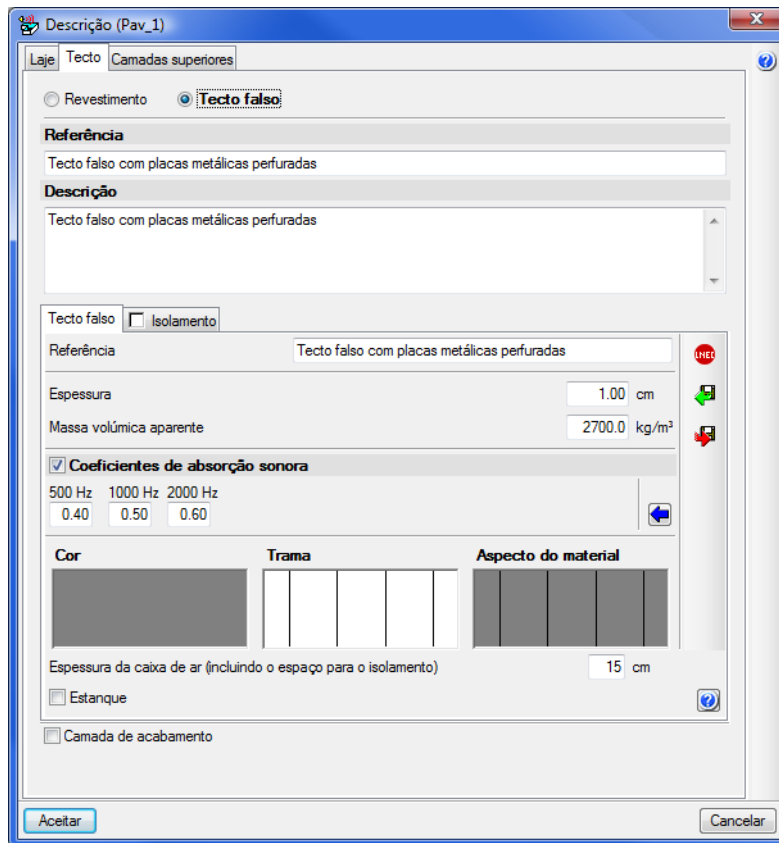 Descrição (Pav_1)
Laje Tecto Camadas superiores
Revestimento Tecto falso
Referência
Tecto falso com placas metálicas perfuradas
Descrição
Tecto falso com placas metálicas perfuradas
Tecto falso Isolamento
Referência Tecto falso com placas metálicas perfuradas
LNEC
Espessura 1.00 cm
Massa volúmica aparente 2700.0 kg/m³
Coeficientes de absorção sonora
500 Hz 1000 Hz 2000 Hz
0.40 0.50 0.60
Cor Trama Aspecto do material
Espessura da caixa de ar (incluindo o espaço para o isolamento) 15 cm
Estanque
Camada de acabamento
Aceitar Cancelar